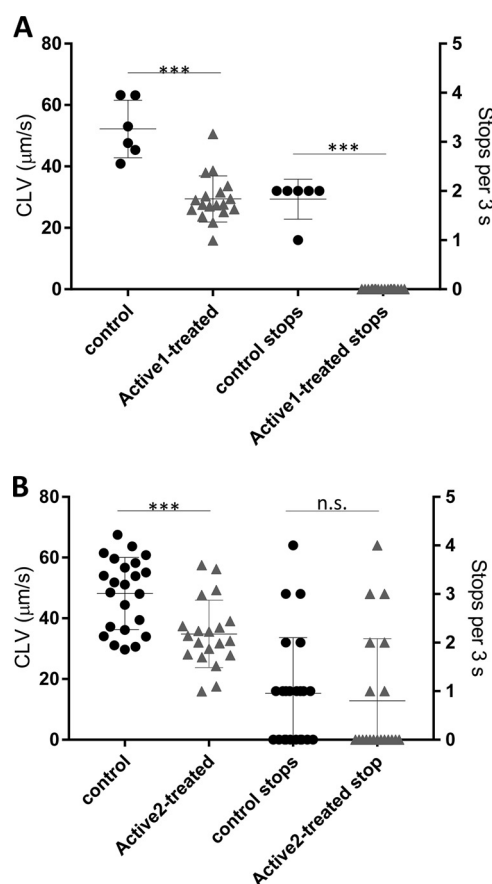 A
80
60
40
20
0
CLV (μm/s)
***
***
5
4
3
2
1
0
Stops per 3 s
control
Active1-treated
control stops
Active1-treated stops
B
80
60
40
20
0
CLV (μm/s)
***
n.s.
5
4
3
2
1
0
Stops per 3 s
control
Active2-treated
control stops
Active2-treated stop